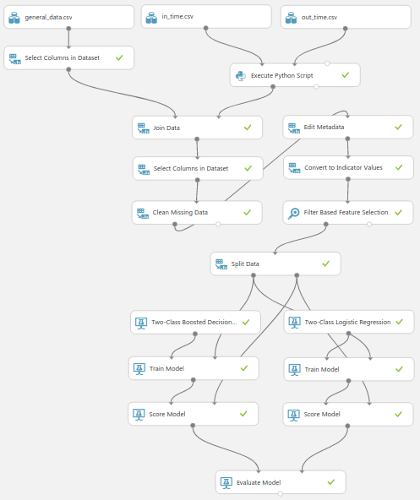 general_data.csv
in_time.csv
out_time.csv
Select Columns in Dataset
Execute Python Script
Join Data
Edit Metadata
Select Columns in Dataset
Convert to Indicator Values
Clean Missing Data
Filter Based Feature Selection
Split Data
Two-Class Boosted Decision...
Two-Class Logistic Regression
Train Model
Train Model
Score Model
Score Model
Evaluate Model